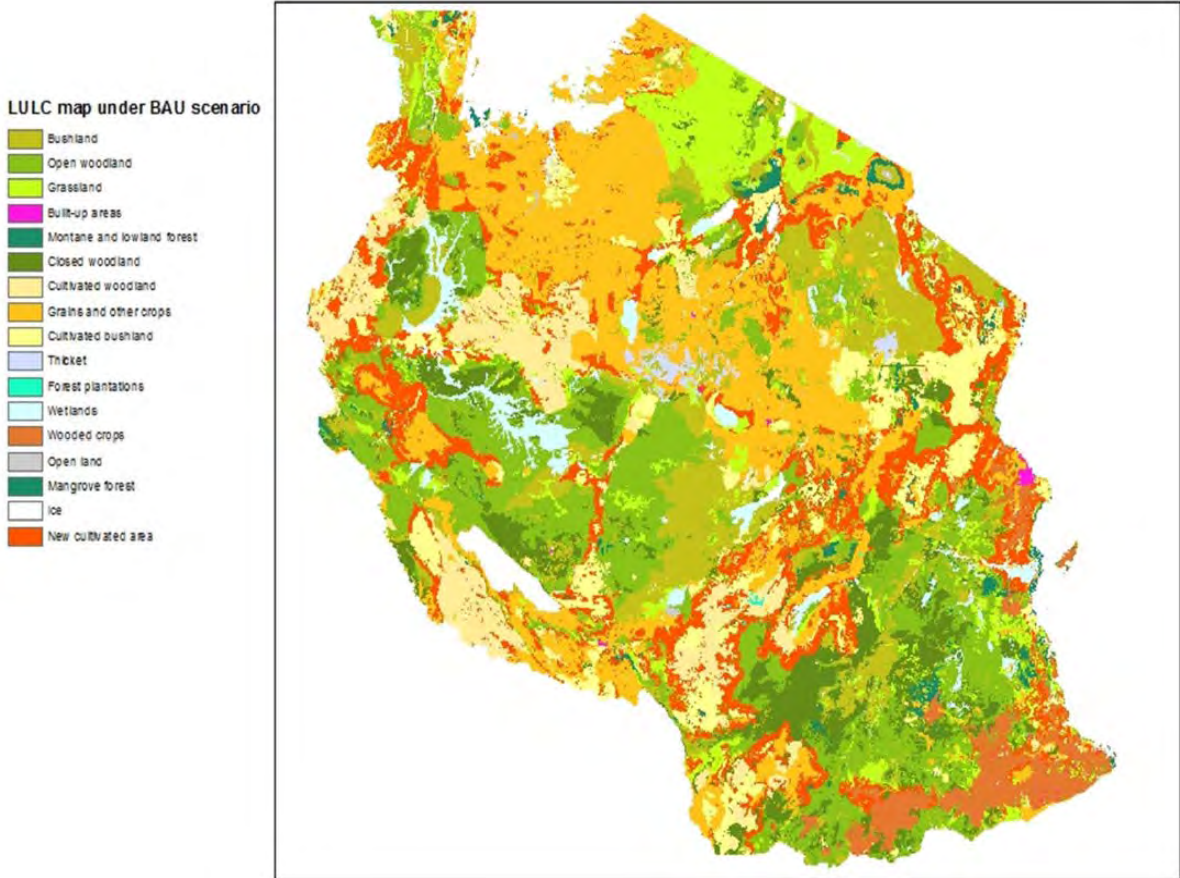 LULC map under BAU scenario
Bushland
Open woodland
Grassland
Built-up areas
Montane and lowland forest
Closed woodland
Cultivated woodland
Grains and other crops
Cultivated bushland
Thicket
Forest plantations
Wetlands
Wooded crops
Open land
Mangrove forest
Ice
New cultivated area